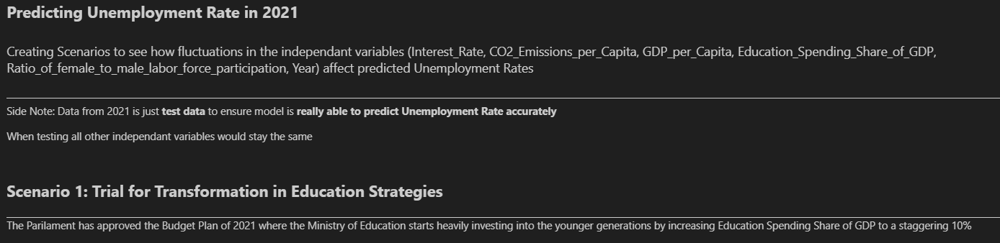 Predicting Unemployment Rate in 2021
Creating Scenarios to see how fluctuations in the independant variables (Interest_Rate, CO2_Emissions_per_Capita, GDP_per_Capita, Education_Spending_Share_of_GDP,
Ratio_of_female_to_male_labor_force_participation, Year) affect predicted Unemployment Rates
Side Note: Data from 2021 is just test data to ensure model is really able to predict Unemployment Rate accurately
When testing all other independant variables would stay the same
Scenario 1: Trial for Transformation in Education Strategies
The Parilament has approved the Budget Plan of 2021 where the Ministry of Education starts heavily investing into the younger generations by increasing Education Spending Share of GDP to a staggering 10%